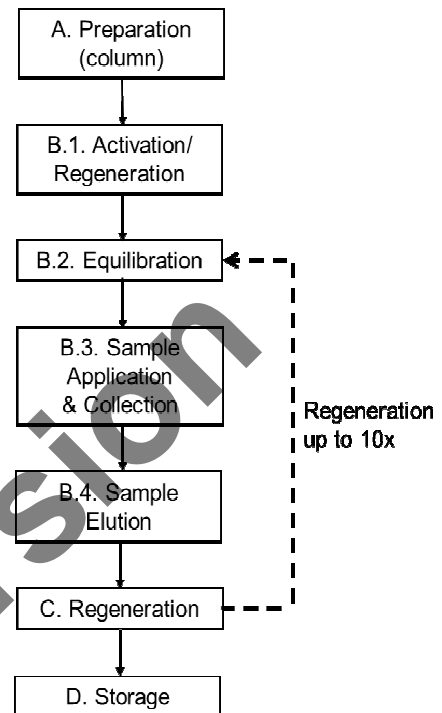 A. Preparation
(column)
B.1. Activation/
Regeneration
B.2. Equilibration
B.3. Sample
Application
& Collection
Regeneration
up to 10x
B.4. Sample
Elution
C. Regeneration
D. Storage
sion